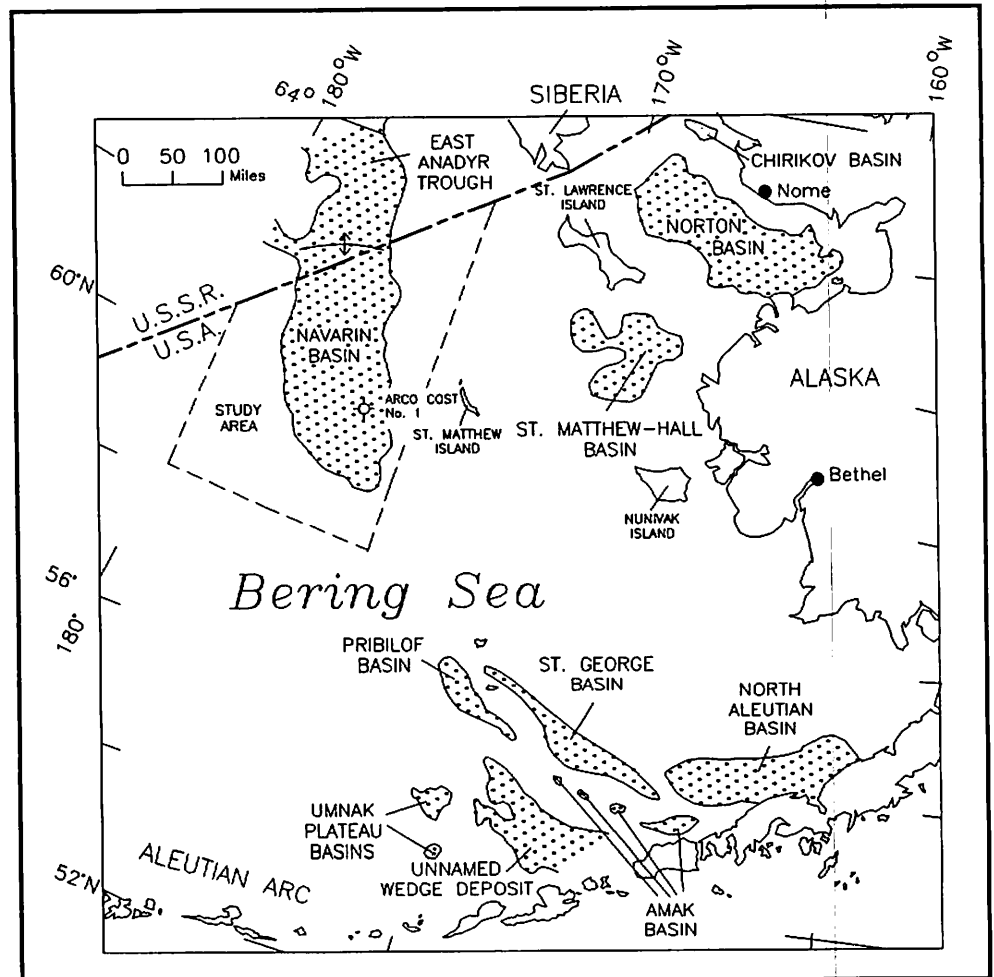 64° 180°W
170°W
160°W
SIBERIA
0 50 100
Miles
EAST
ANADYR
TROUGH
CHIRIKOV BASIN
Nome
ST. LAWRENCE
ISLAND
NORTON
BASIN
60°N
U.S.S.R.
U.S.A.
NAVARIN
BASIN
ALASKA
STUDY
AREA
ARCO COST
No. 1
ST. MATTHEW
ISLAND
ST. MATTHEW-HALL
BASIN
Bethel
NUNIVAK
ISLAND
56°
180°
Bering Sea
PRIBILOF
BASIN
ST. GEORGE
BASIN
NORTH
ALEUTIAN
BASIN
UMNAK
PLATEAU
BASINS
UNNAMED
WEDGE DEPOSIT
ALEUTIAN ARC
52°N
AMAK
BASIN